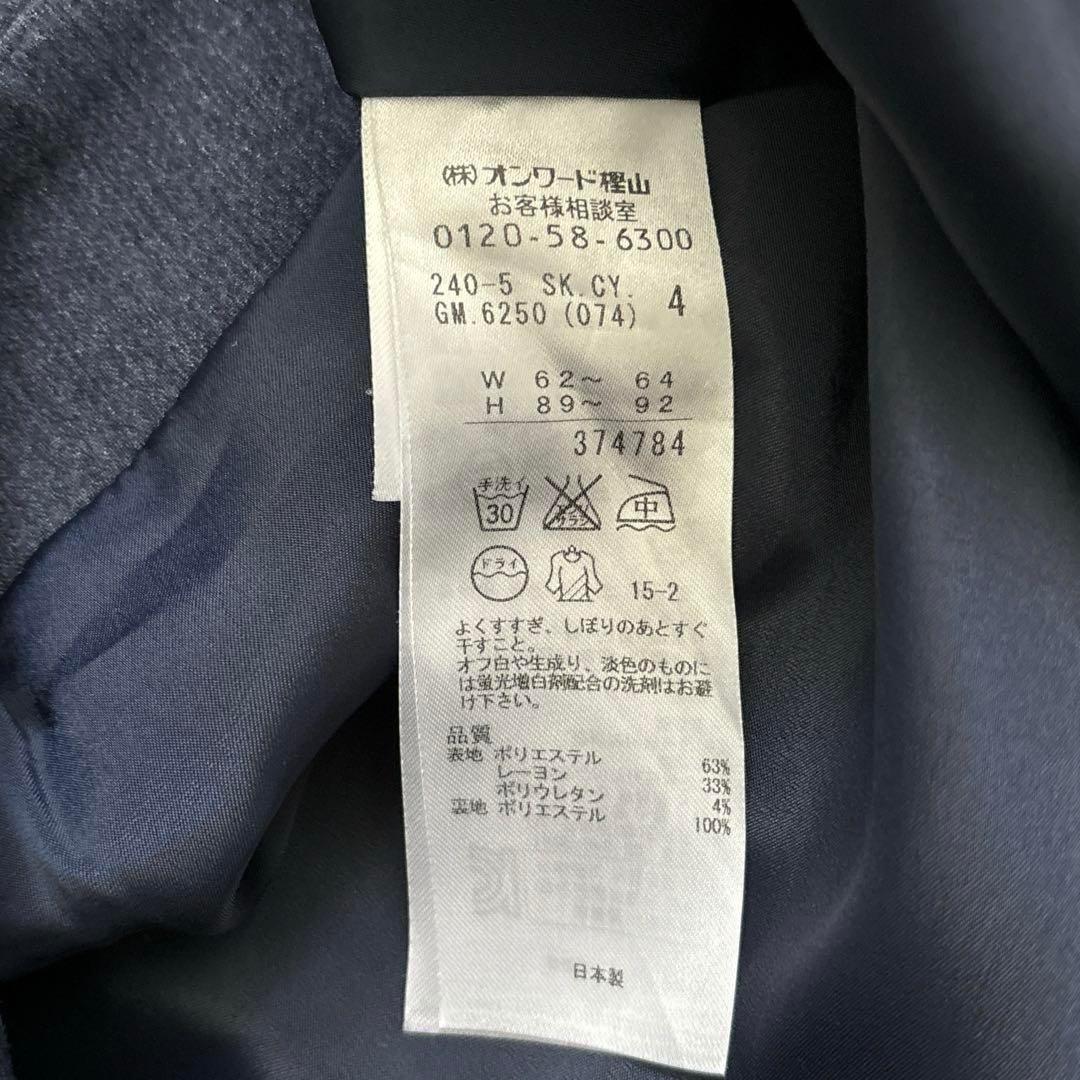 (株)オンワード樫山
お客様相談室
0120-58-6300
240-5 SK.CY. 4
GM.6250 (074)
W 62〜 64
H 89〜 92
374784
手洗イ
30
エンソサラシ
中
ドライ
15-2
よくすすぎ、しぼりのあとすぐ
干すこと。
オフ白や生成り、淡色のものに
は蛍光増白剤配合の洗剤はお避
け下さい。
品質
表地 ポリエステル 63%
レーヨン 33%
ポリウレタン 4%
裏地 ポリエステル 100%
日本製